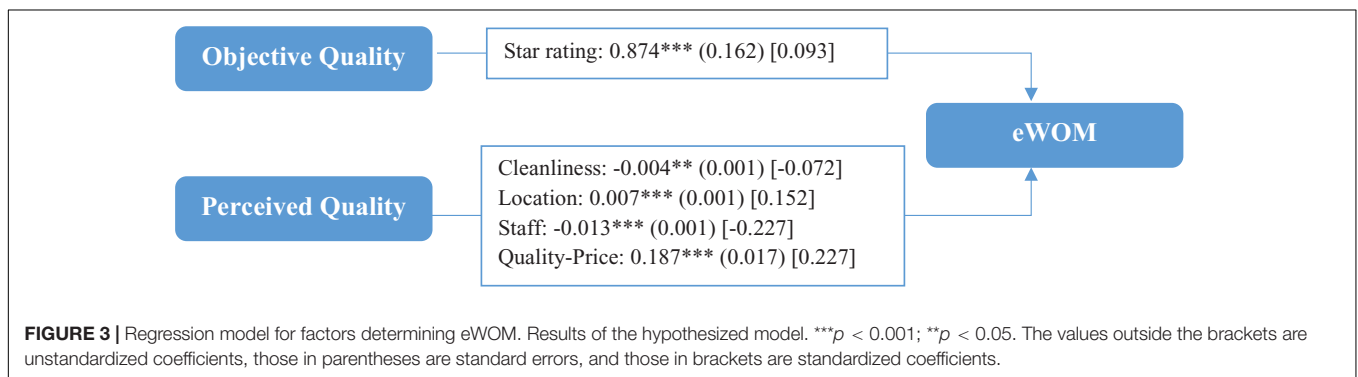 Objective Quality
Star rating: 0.874*** (0.162) [0.093]
eWOM
Perceived Quality
Cleanliness: -0.004** (0.001) [-0.072]
Location: 0.007*** (0.001) [0.152]
Staff: -0.013*** (0.001) [-0.227]
Quality-Price: 0.187*** (0.017) [0.227]
FIGURE 3 | Regression model for factors determining eWOM. Results of the hypothesized model. ***p < 0.001; **p < 0.05. The values outside the brackets are
unstandardized coefficients, those in parentheses are standard errors, and those in brackets are standardized coefficients.